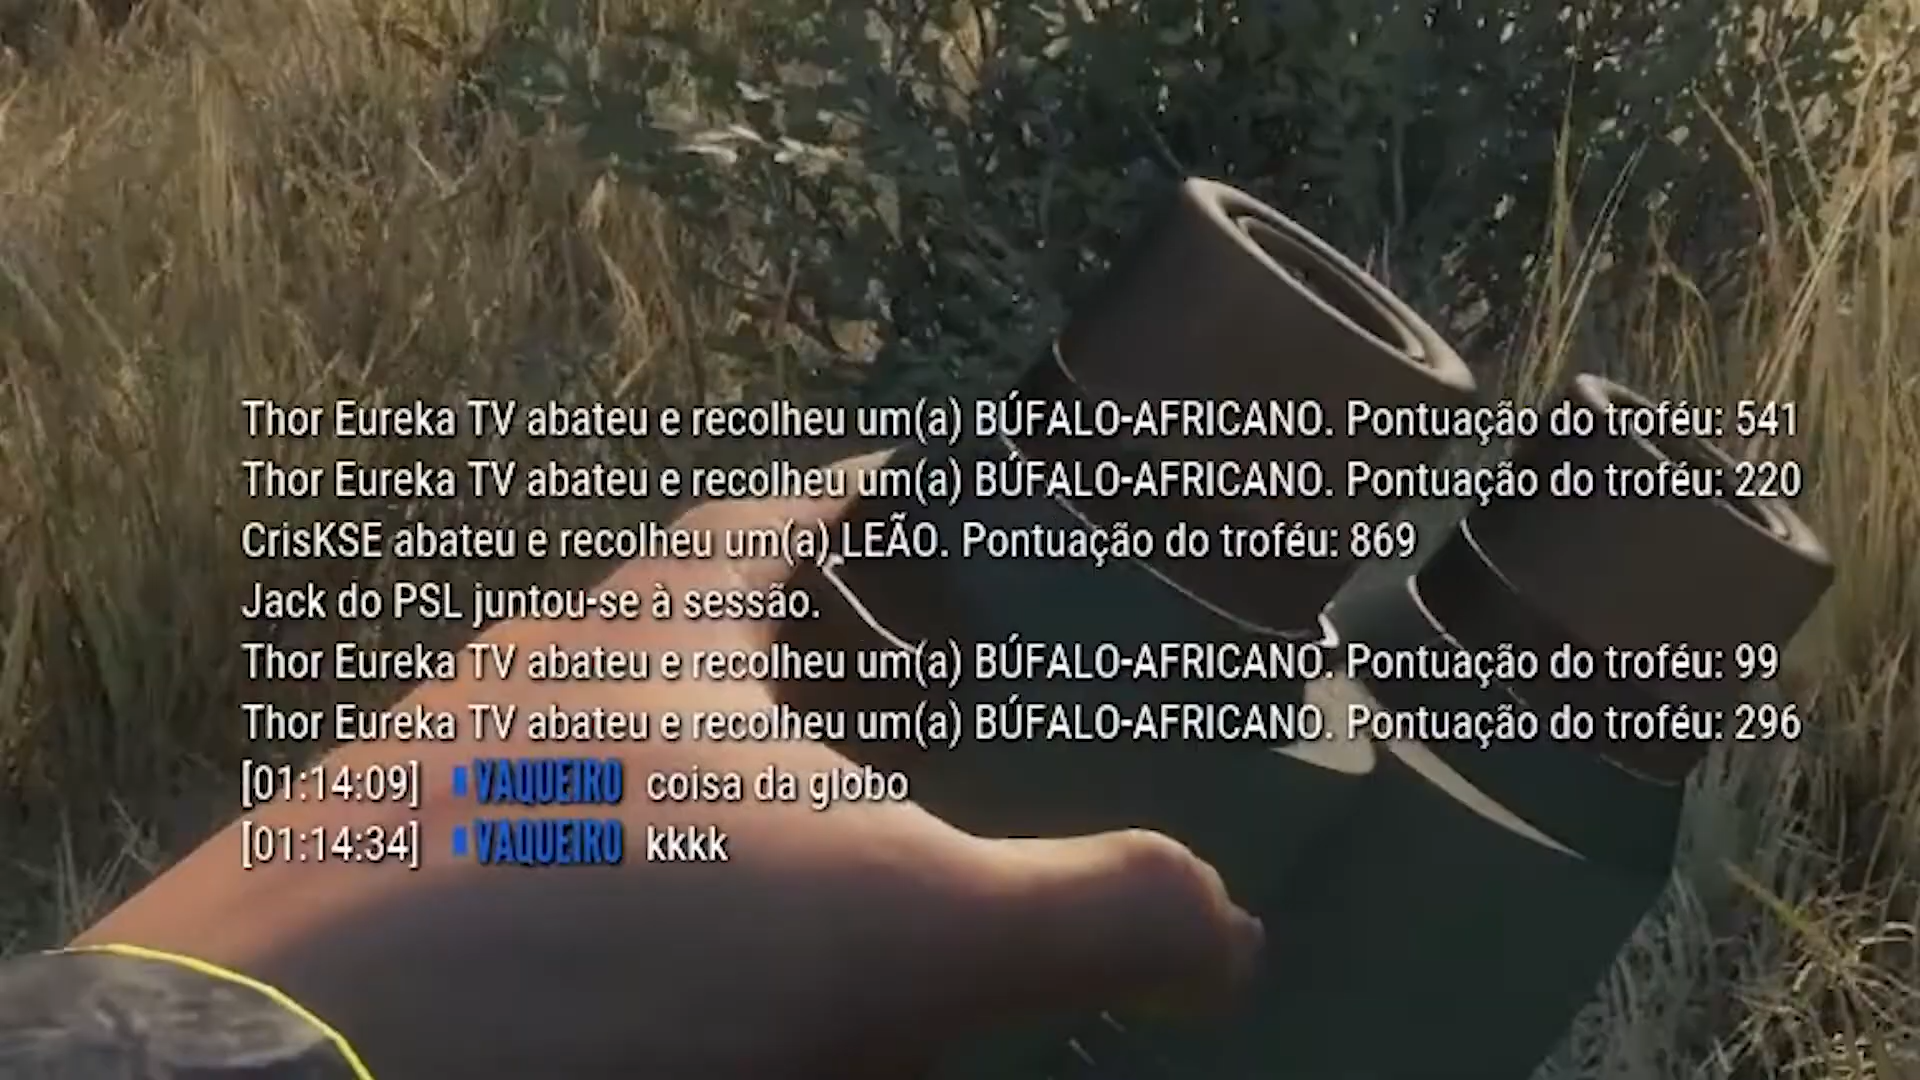 Thor Eureka TV abateu e recolheu um(a) BÚFALO-AFRICANO. Pontuação do troféu: 541
Thor Eureka TV abateu e recolheu um(a) BÚFALO-AFRICANO. Pontuação do troféu: 220
CrisKSE abateu e recolheu um(a) LEÃO. Pontuação do troféu: 869
Jack do PSL juntou-se à sessão.
Thor Eureka TV abateu e recolheu um(a) BÚFALO-AFRICANO. Pontuação do troféu: 99
Thor Eureka TV abateu e recolheu um(a) BÚFALO-AFRICANO. Pontuação do troféu: 296
[01:14:09] VAQUEIRO coisa da globo
[01:14:34] VAQUEIRO kkkk